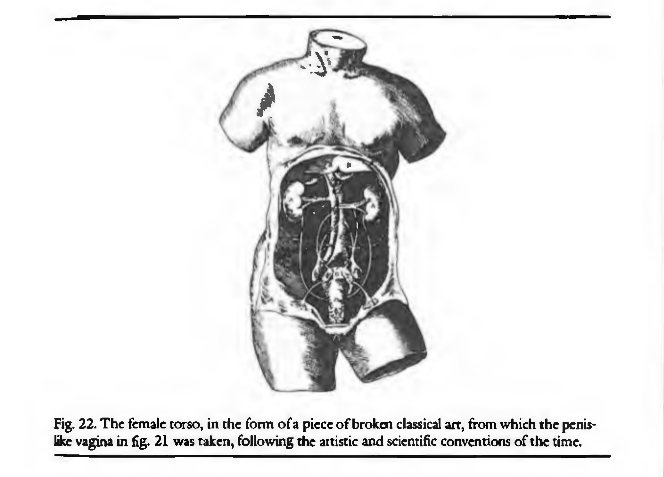 Fig. 22. The female torso, in the form of a piece of broken classical art, from which the penis-
like vagina in fig. 21 was taken, following the artistic and scientific conventions of the time.